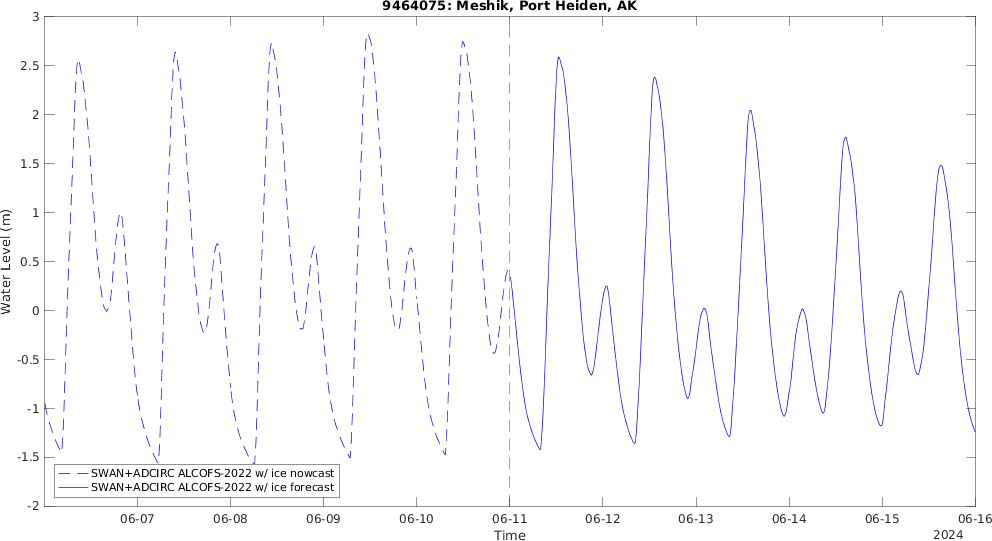 9464075: Meshik, Port Heiden, AK
Water Level (m)
3
2.5
2
1.5
1
0.5
0
-0.5
-1
-1.5
-2
SWAN+ADCIRC ALCOFS-2022 w/ ice nowcast
SWAN+ADCIRC ALCOFS-2022 w/ ice forecast
06-07 06-08 06-09 06-10 06-11 06-12 06-13 06-14 06-15 06-16
Time
2024